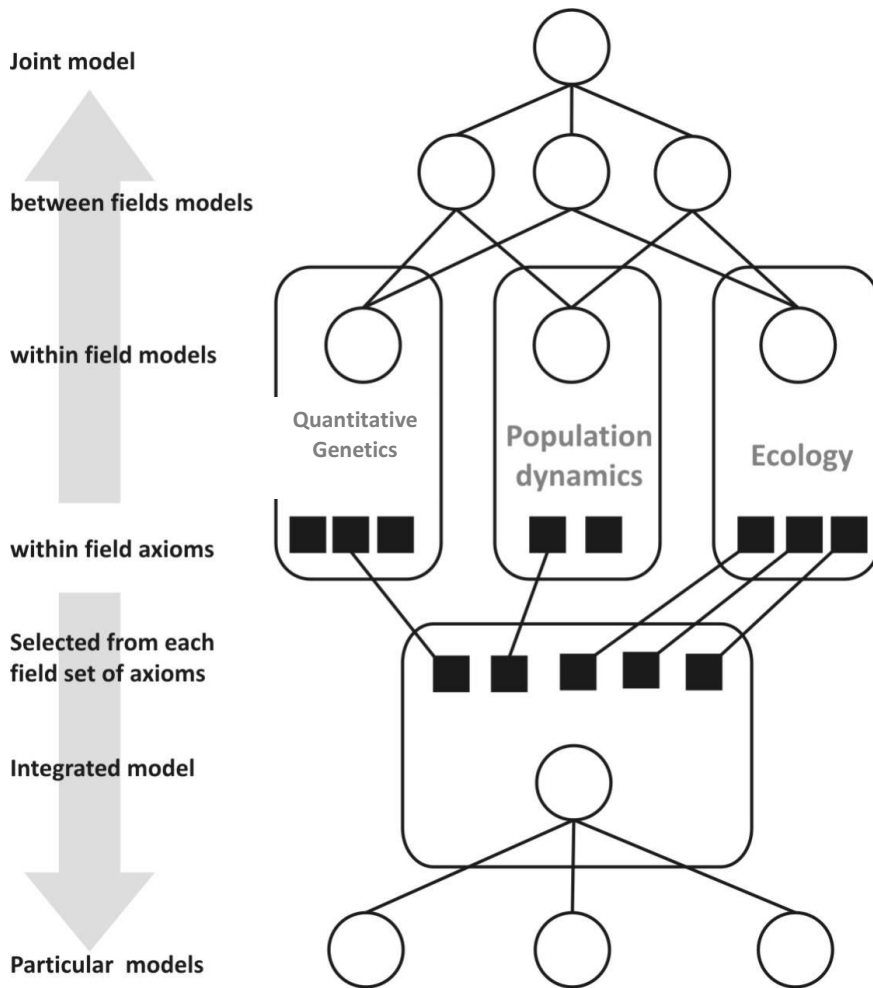 Joint model
between fields models
within field models
Quantitative
Genetics
Population
dynamics
Ecology
within field axioms
Selected from each
field set of axioms
Integrated model
Particular models